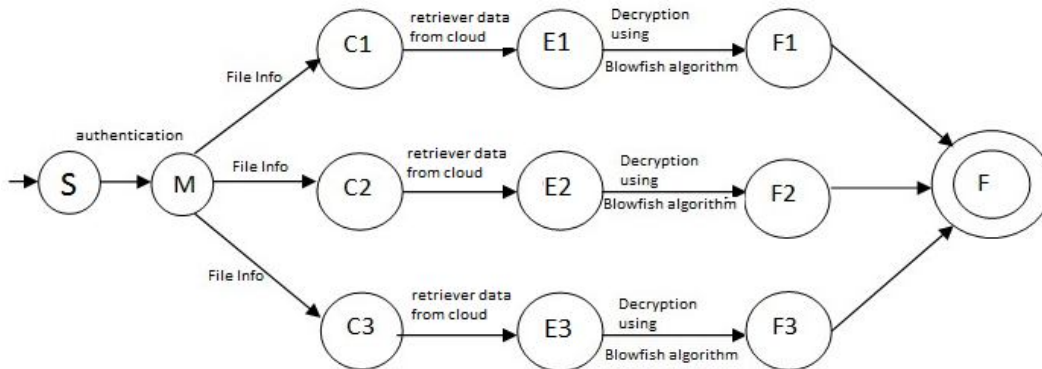 C1
retriever data
from cloud
E1
Decryption
using
Blowfish algorithm
F1
File Info
authentication
S
M
File Info
C2
retriever data
from cloud
E2
Decryption
using
Blowfish algorithm
F2
F
File Info
C3
retriever data
from cloud
E3
Decryption
using
Blowfish algorithm
F3